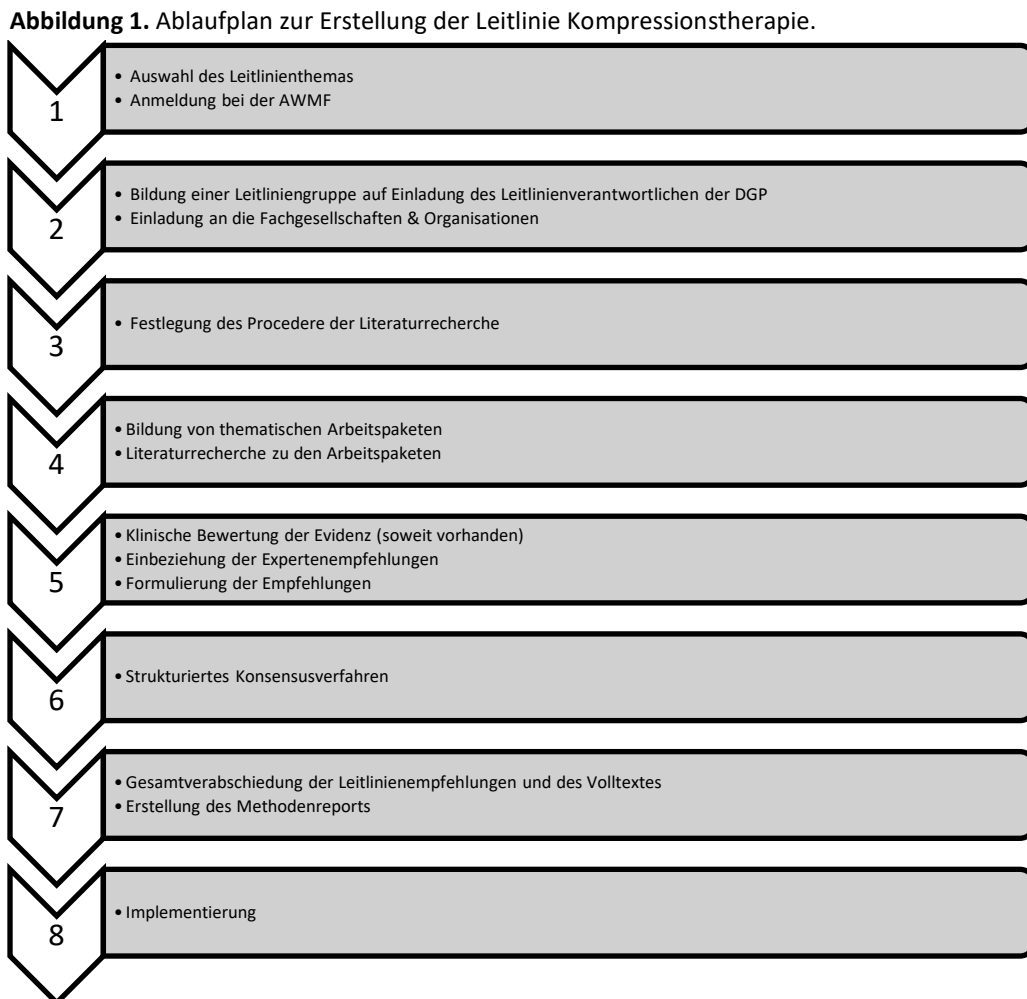 Abbildung 1. Ablaufplan zur Erstellung der Leitlinie Kompressionstherapie.
1
• Auswahl des Leitlinienthemas
• Anmeldung bei der AWMF
2
• Bildung einer Leitliniengruppe auf Einladung des Leitlinienverantwortlichen der DGP
• Einladung an die Fachgesellschaften & Organisationen
3
• Festlegung des Procedere der Literaturrecherche
4
• Bildung von thematischen Arbeitspaketen
• Literaturrecherche zu den Arbeitspaketen
5
• Klinische Bewertung der Evidenz (soweit vorhanden)
• Einbeziehung der Expertenempfehlungen
• Formulierung der Empfehlungen
6
• Strukturiertes Konsensusverfahren
7
• Gesamtverabschiedung der Leitlinienempfehlungen und des Volltextes
• Erstellung des Methodenreports
8
• Implementierung